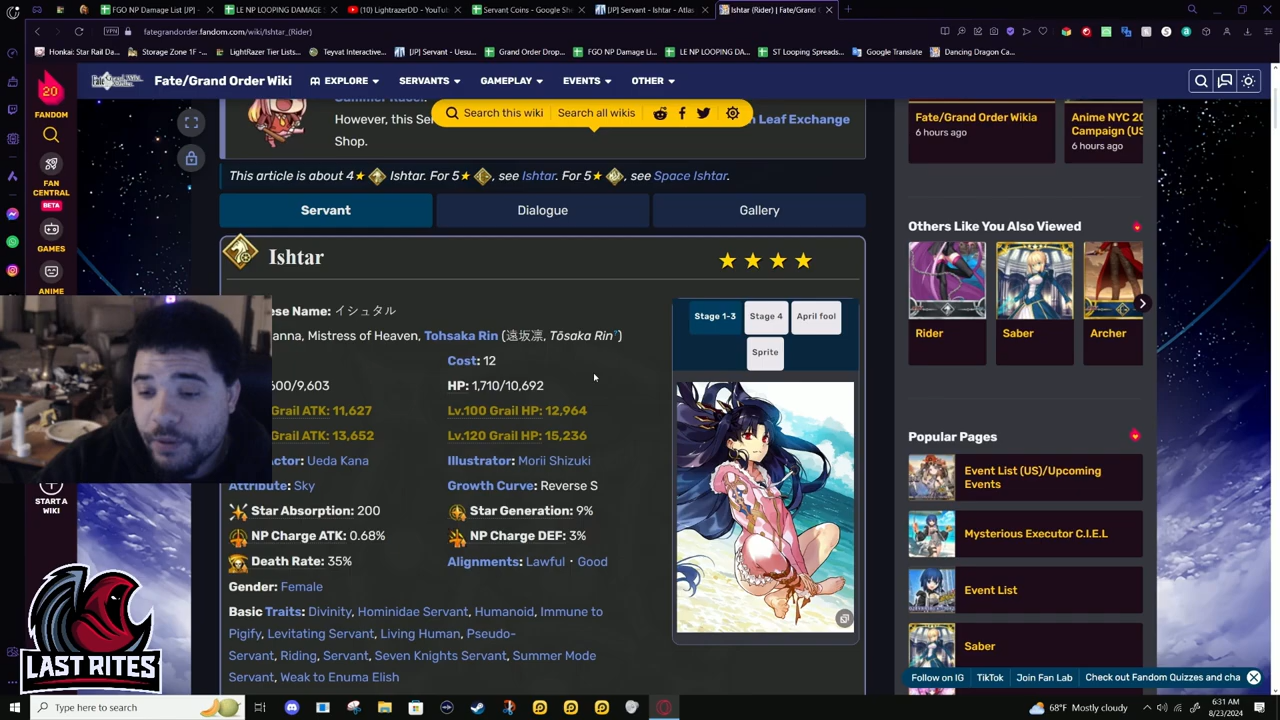 FGO NP Damage List [JP] -
LE NP LOOPING DAMAGE
(10) LightrazerDD - YouTub
Servant Coins - Google She
[JP] Servant - Ishtar - Atlas
Ishtar (Rider) | Fate/Grand O
VPN
fategrandorder.fandom.com/wiki/Ishtar_(Rider)
Honkai: Star Rail Da...
Storage Zone 1F -...
LightRazer Tier Lists...
Teyvat Interactive...
[JP] Servant - Uesu...
Grand Order Drop...
FGO NP Damage Li...
LE NP LOOPING DA...
ST Looping Spreads...
Google Translate
Dancing Dragon Ca...
20
FANDOM
FAN
CENTRAL
BETA
GAMES
ANIME
START A
WIKI
Fate/Grand Order Wiki
EXPLORE
SERVANTS
GAMEPLAY
EVENTS
OTHER
Search this wiki
Search all wikis
However, this Ser
n Leaf Exchange
Shop.
This article is about 4★ Ishtar. For 5★, see Ishtar. For 5★, see Space Ishtar.
Servant
Dialogue
Gallery
Ishtar
ese Name: イシュタル
anna, Mistress of Heaven, Tohsaka Rin (遠坂凛, Tōsaka Rin?)
Cost: 12
600/9,603
HP: 1,710/10,692
Grail ATK: 11,627
Lv.100 Grail HP: 12,964
Grail ATK: 13,652
Lv.120 Grail HP: 15,236
actor: Ueda Kana
Illustrator: Morii Shizuki
Attribute: Sky
Growth Curve: Reverse S
Star Absorption: 200
Star Generation: 9%
NP Charge ATK: 0.68%
NP Charge DEF: 3%
Death Rate: 35%
Alignments: Lawful・Good
Gender: Female
Basic Traits: Divinity, Hominidae Servant, Humanoid, Immune to
Pigify, Levitating Servant, Living Human, Pseudo-
Servant, Riding, Servant, Seven Knights Servant, Summer Mode
Servant, Weak to Enuma Elish
Stage 1-3
Stage 4
April fool
Sprite
Fate/Grand Order Wikia
6 hours ago
Anime NYC 20
Campaign (US
6 hours ago
Others Like You Also Viewed
Rider
Saber
Archer
Popular Pages
Event List (US)/Upcoming
Events
Mysterious Executor C.I.E.L
Event List
Saber
Follow on IG
TikTok
Join Fan Lab
Check out Fandom Quizzes and cha
LAST RITES
Type here to search
68°F Mostly cloudy
6:31 AM
8/23/2024